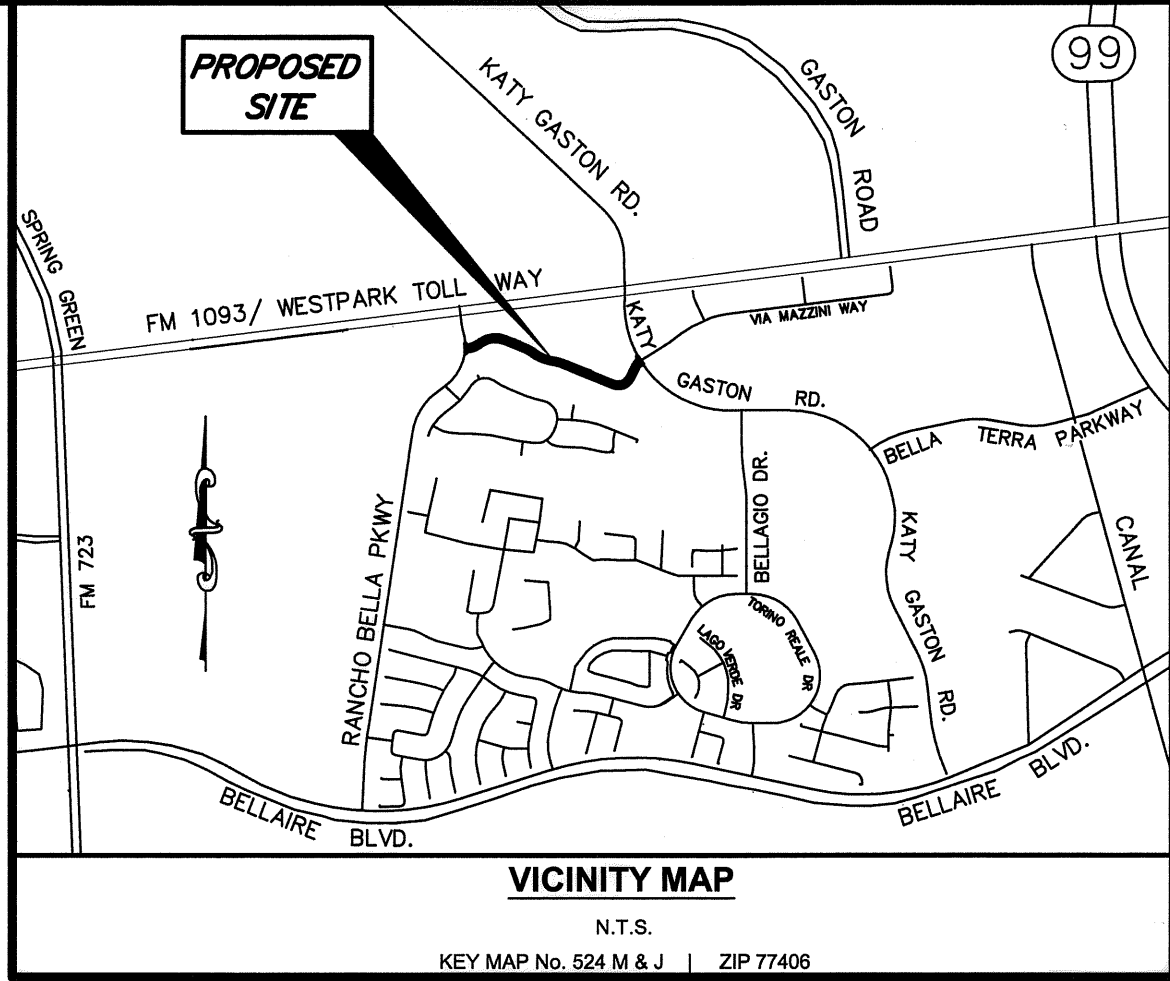 PROPOSED
SITE
KATY GASTON RD.
GASTON
ROAD
99
SPRING
GREEN
FM 1093/ WESTPARK TOLL WAY
KATY
VIA MAZZINI WAY
GASTON RD.
BELLA TERRA PARKWAY
FM 723
RANCHO BELLA PKWY
BELLAGIO DR.
KATY
GASTON
RD.
CANAL
TORINO REALE DR
LAGO VERDE DR
BELLAIRE
BLVD.
BELLAIRE BLVD.
VICINITY MAP
N.T.S.
KEY MAP No. 524 M & J | ZIP 77406